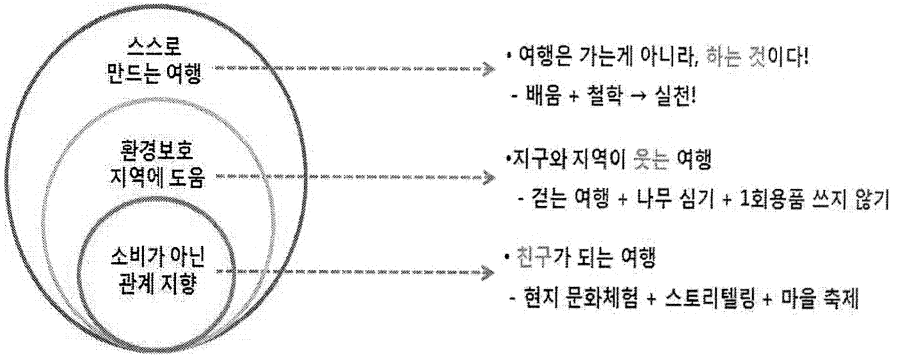 스스로
만드는 여행
• 여행은 가는게 아니라, 하는 것이다!
- 배움 + 철학 → 실천!
환경보호
지역에 도움
•지구와 지역이 웃는 여행
- 걷는 여행 + 나무 심기 + 1회용품 쓰지 않기
소비가 아닌
관계 지향
• 친구가 되는 여행
- 현지 문화체험 + 스토리텔링 + 마을 축제